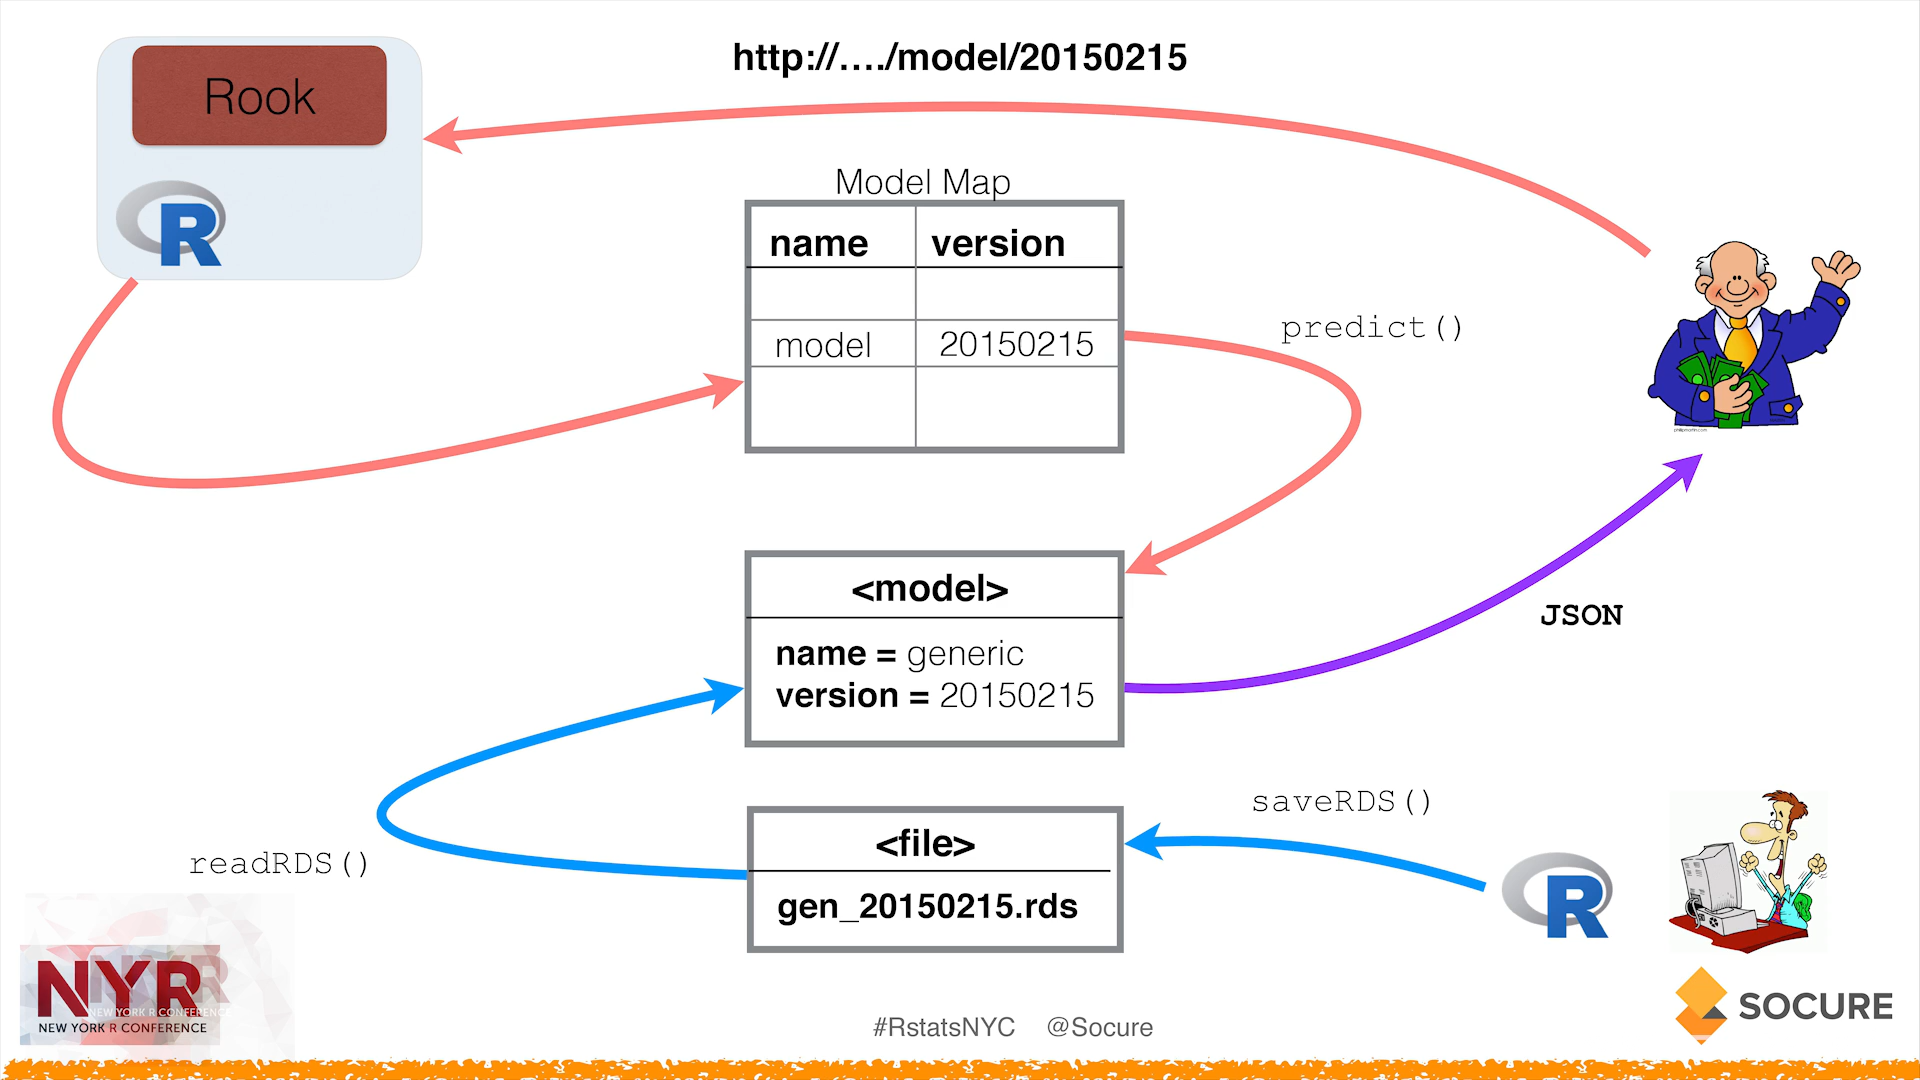 http://…./model/20150215
Rook
R
Model Map
name version
model 20150215
predict()
<model>
name = generic
version = 20150215
JSON
<file>
gen_20150215.rds
saveRDS()
readRDS()
R
NYR
NEW YORK R CONFERENCE
#RstatsNYC @Socure
SOCURE